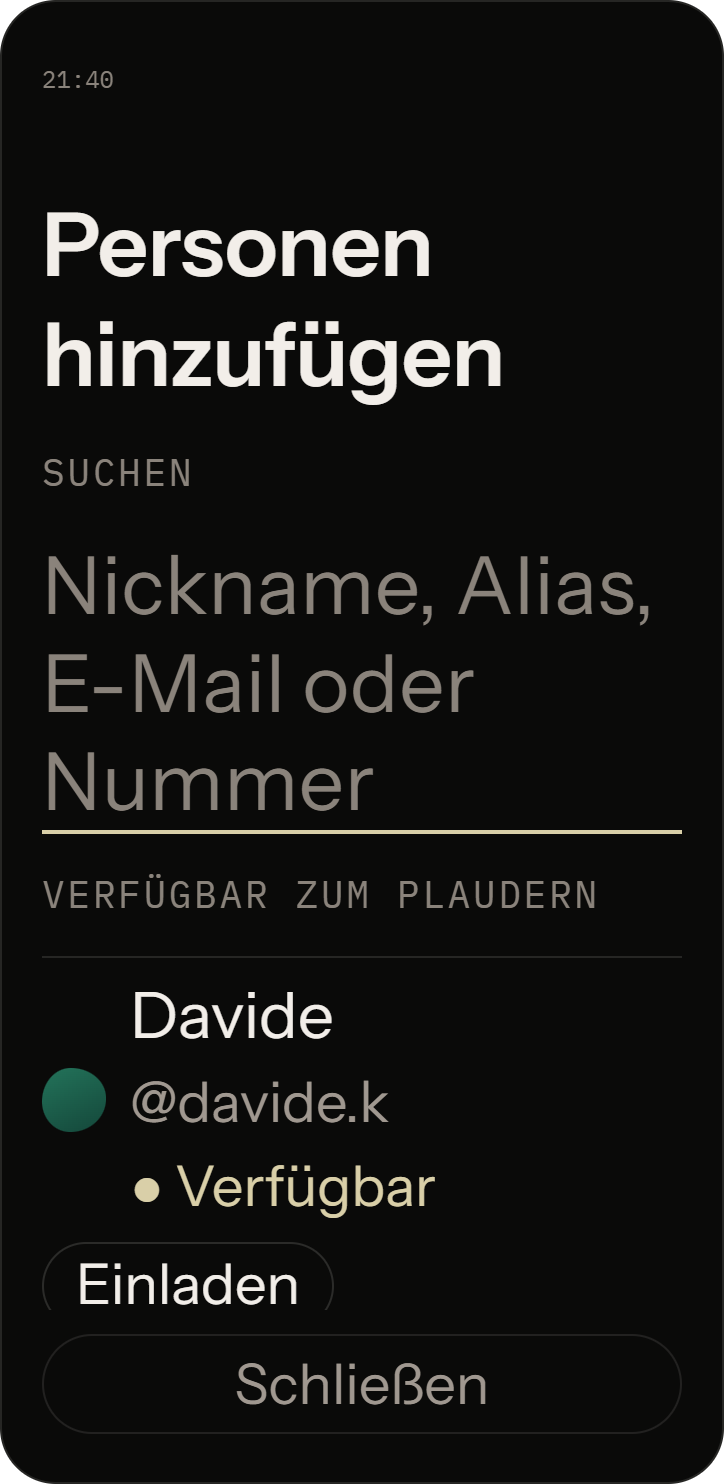 21:40
Personen
hinzufügen
SUCHEN
Nickname, Alias,
E-Mail oder
Nummer
VERFÜGBAR ZUM PLAUDERN
Davide
@davide.k
● Verfügbar
Einladen
Schließen